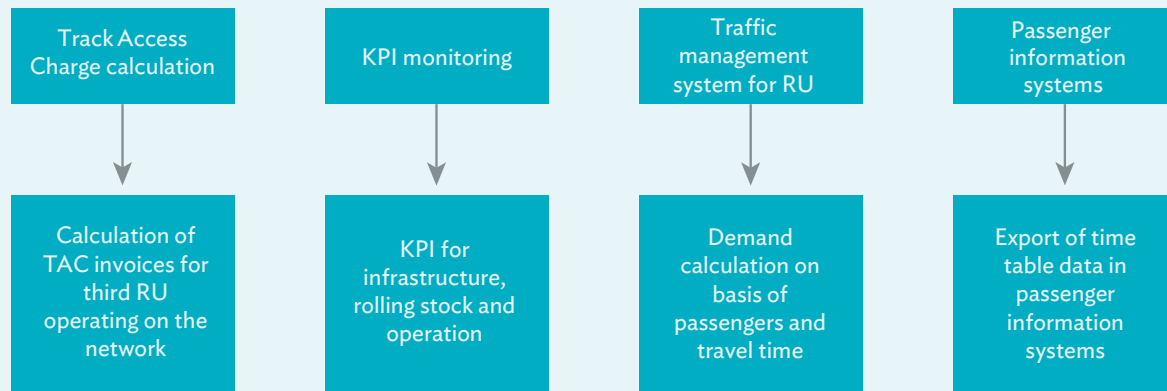 Track Access
Charge calculation
KPI monitoring
Traffic
management
system for RU
Passenger
information
systems
Calculation of
TAC invoices for
third RU
operating on the
network
KPI for
infrastructure,
rolling stock and
operation
Demand
calculation on
basis of
passengers and
travel time
Export of time
table data in
passenger
information
systems